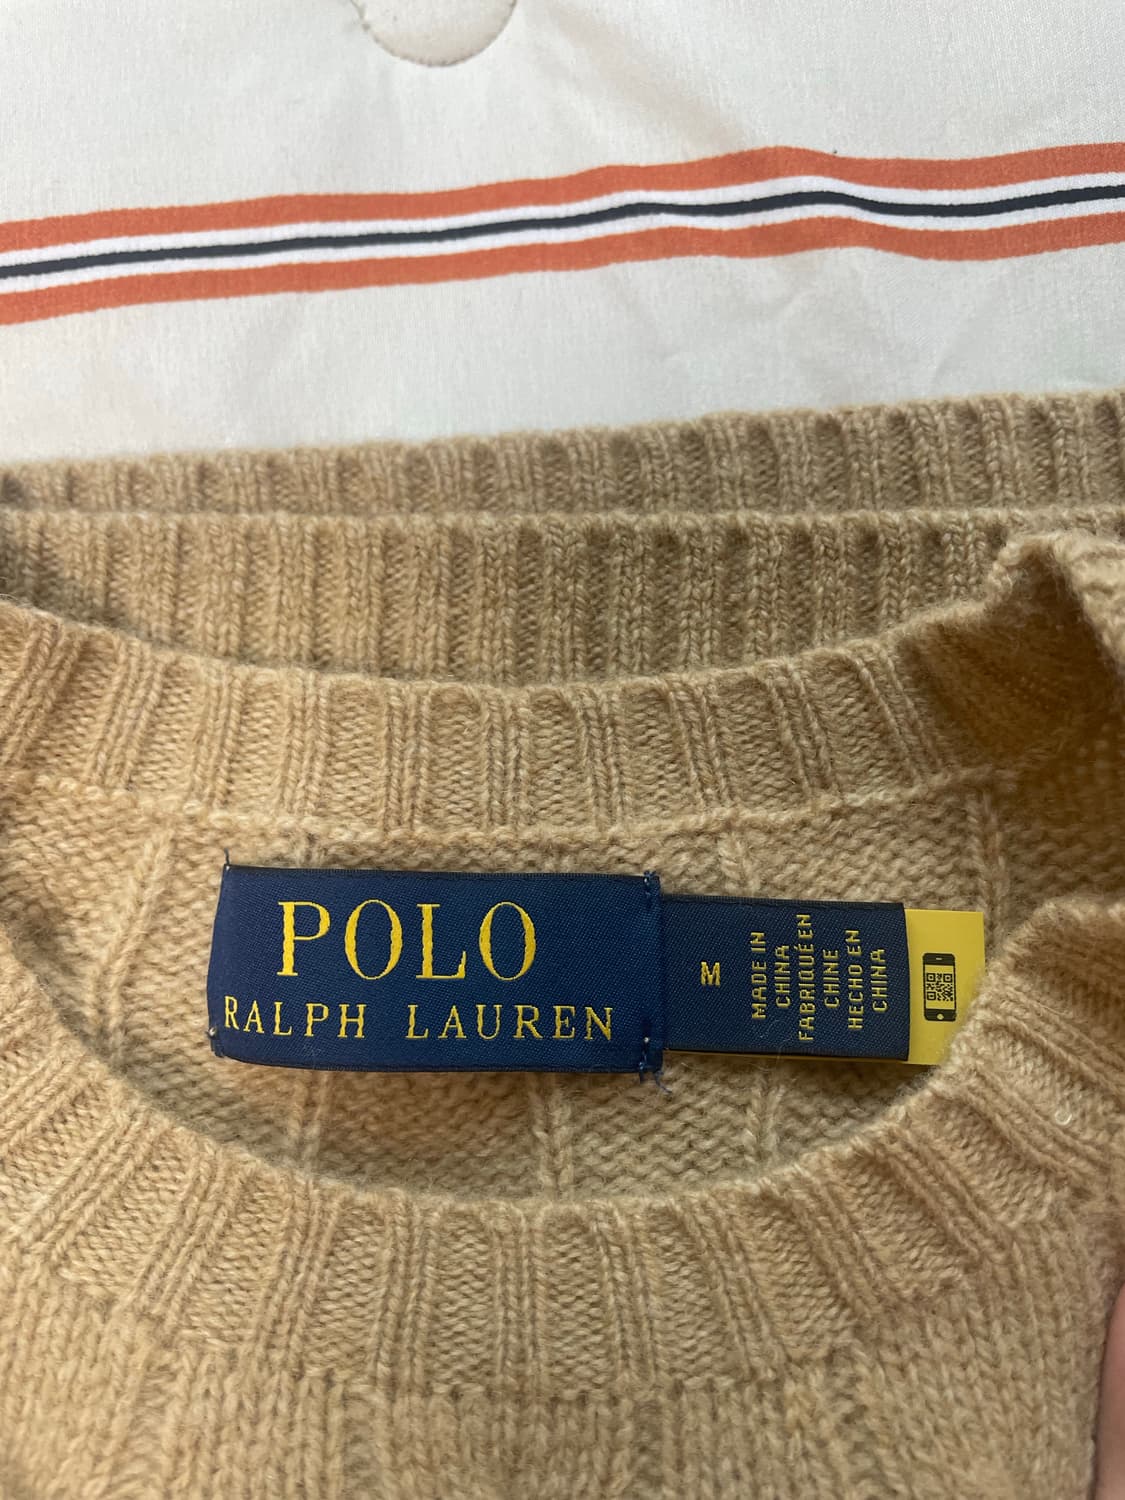 POLO
RALPH LAUREN
M
MADE IN
CHINA
FABRIQUÉ EN
CHINE
HECHO EN
CHINA